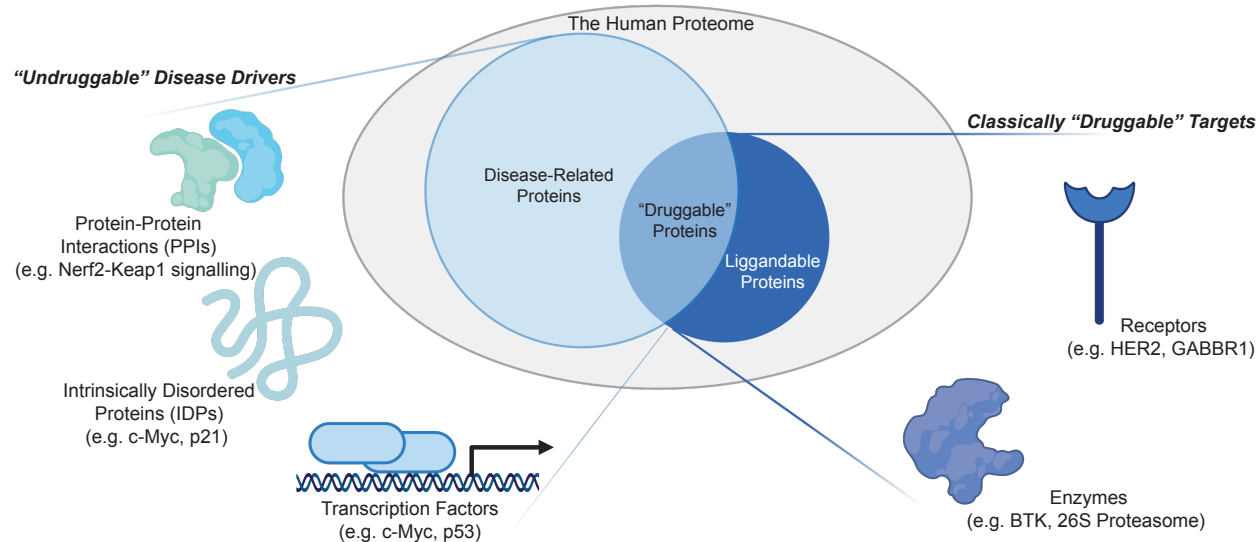 The Human Proteome
“Undruggable” Disease Drivers
Classically “Druggable” Targets
Disease-Related
Proteins
“Druggable”
Proteins
Liggandable
Proteins
Protein-Protein
Interactions (PPIs)
(e.g. Nerf2-Keap1 signalling)
Receptors
(e.g. HER2, GABBR1)
Intrinsically Disordered
Proteins (IDPs)
(e.g. c-Myc, p21)
Transcription Factors
(e.g. c-Myc, p53)
Enzymes
(e.g. BTK, 26S Proteasome)